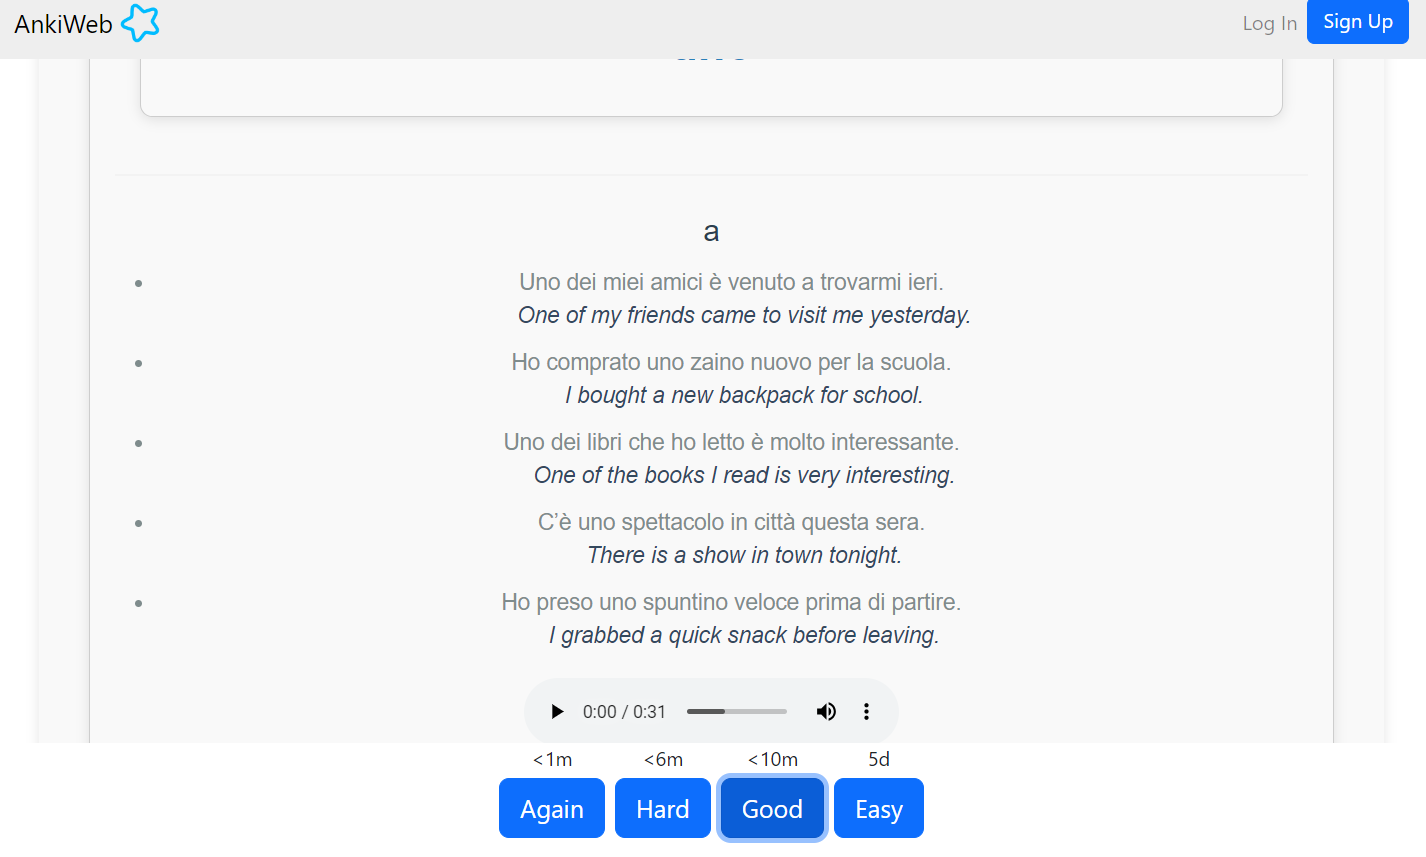 AnkiWeb
Log In
Sign Up
a
Uno dei miei amici è venuto a trovarmi ieri.
One of my friends came to visit me yesterday.
Ho comprato uno zaino nuovo per la scuola.
I bought a new backpack for school.
Uno dei libri che ho letto è molto interessante.
One of the books I read is very interesting.
C’è uno spettacolo in città questa sera.
There is a show in town tonight.
Ho preso uno spuntino veloce prima di partire.
I grabbed a quick snack before leaving.
0:00 / 0:31
<1m <6m <10m 5d
Again Hard Good Easy